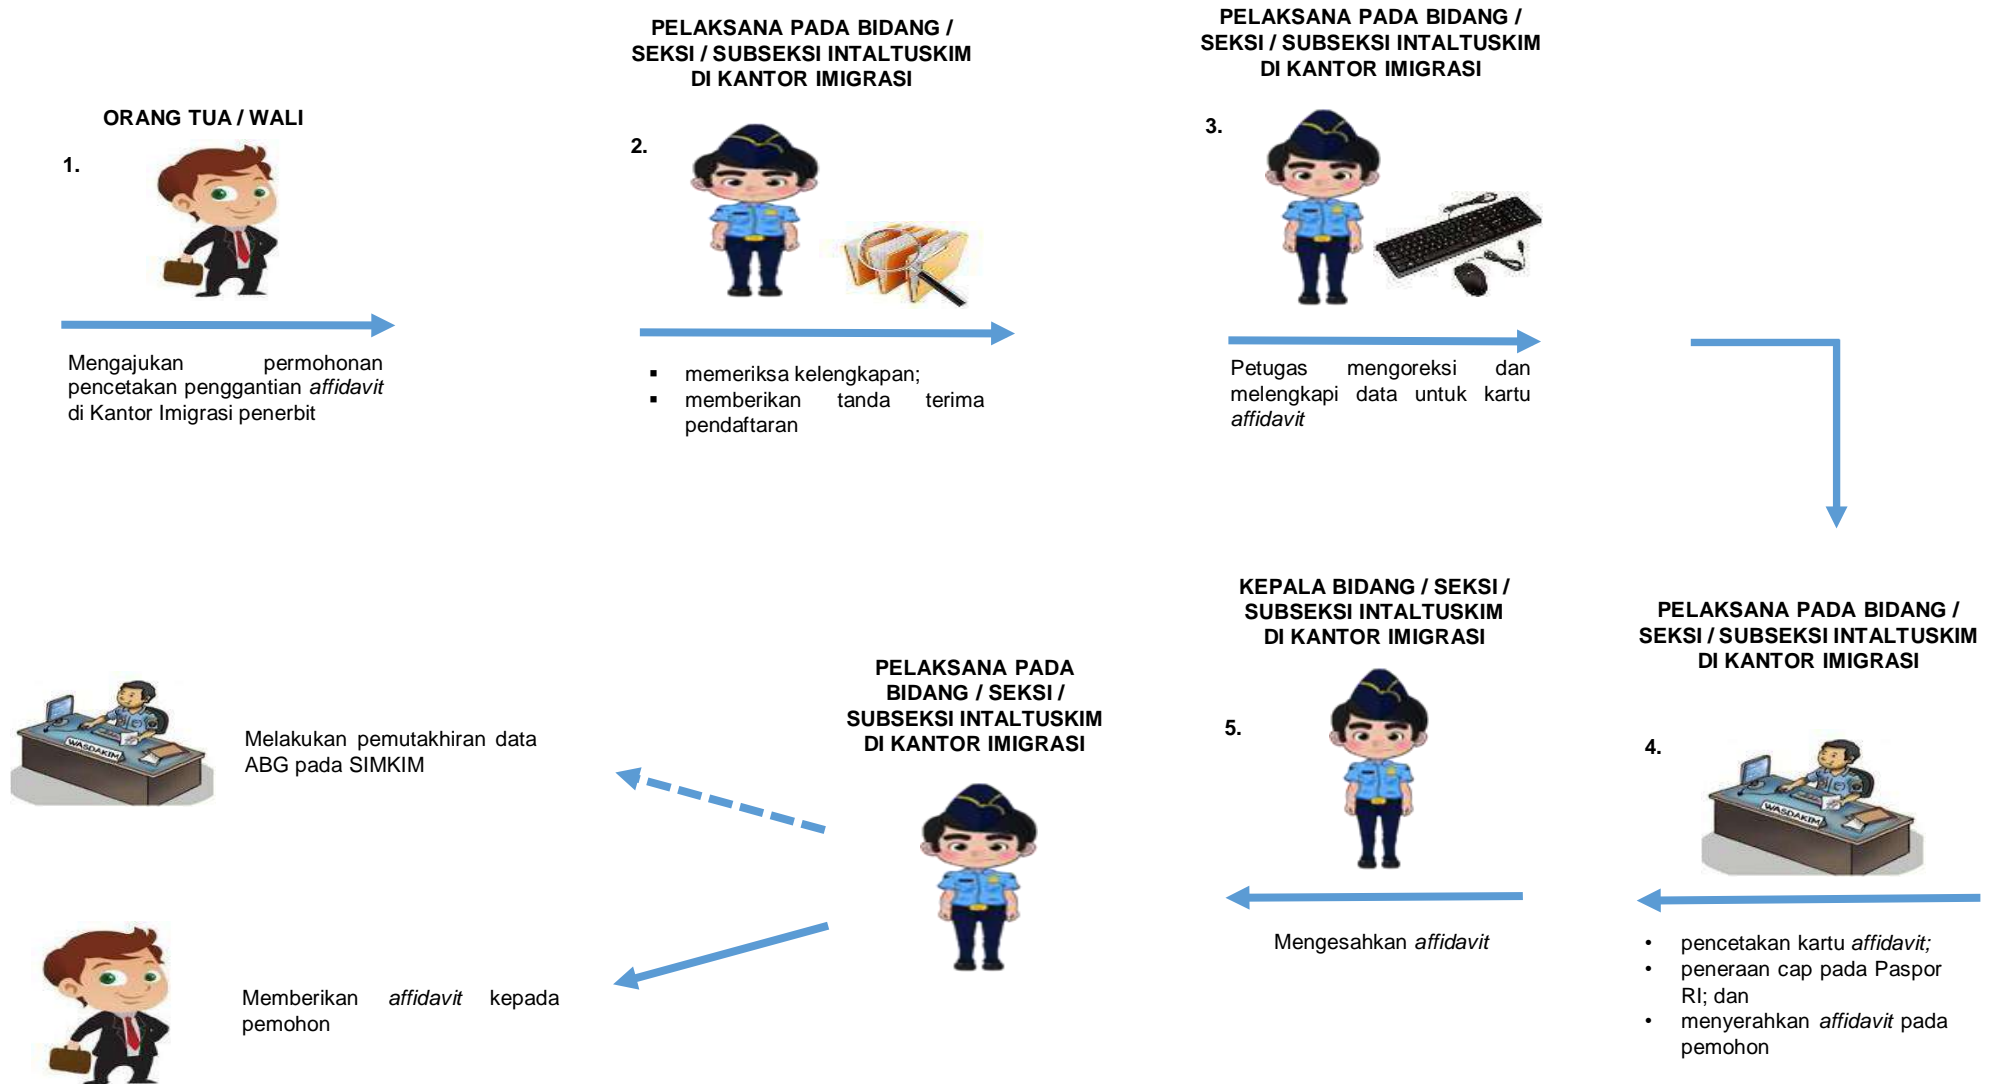 ORANG TUA / WALI
1.
Mengajukan permohonan
pencetakan penggantian affidavit
di Kantor Imigrasi penerbit
PELAKSANA PADA BIDANG /
SEKSI / SUBSEKSI INTALTUSKIM
DI KANTOR IMIGRASI
2.
▪ memeriksa kelengkapan;
▪ memberikan tanda terima
pendaftaran
PELAKSANA PADA BIDANG /
SEKSI / SUBSEKSI INTALTUSKIM
DI KANTOR IMIGRASI
3.
Petugas mengoreksi dan
melengkapi data untuk kartu
affidavit
PELAKSANA PADA BIDANG /
SEKSI / SUBSEKSI INTALTUSKIM
DI KANTOR IMIGRASI
4.
WASDAKIM
• pencetakan kartu affidavit;
• peneraan cap pada Paspor
RI; dan
• menyerahkan affidavit pada
pemohon
KEPALA BIDANG / SEKSI /
SUBSEKSI INTALTUSKIM
DI KANTOR IMIGRASI
5.
Mengesahkan affidavit
PELAKSANA PADA
BIDANG / SEKSI /
SUBSEKSI INTALTUSKIM
DI KANTOR IMIGRASI
WASDAKIM
Melakukan pemutakhiran data
ABG pada SIMKIM
Memberikan affidavit kepada
pemohon